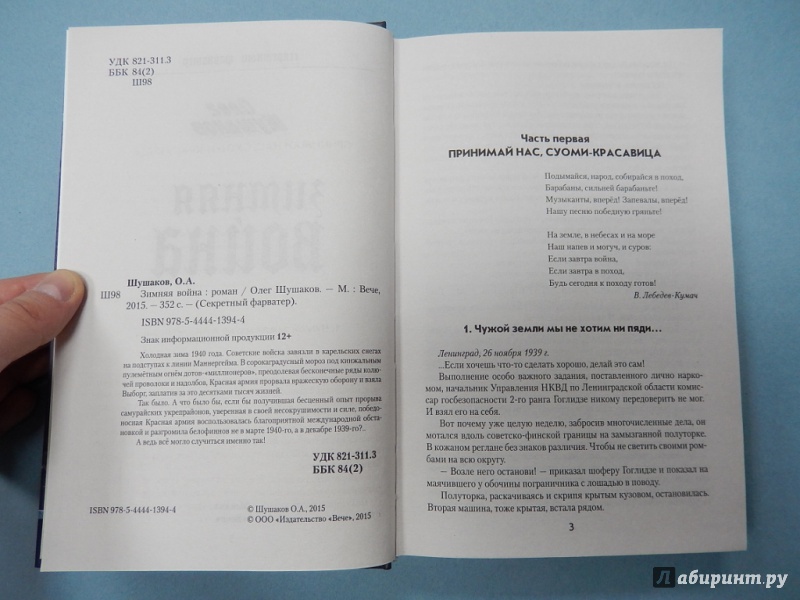 УДК 821-311.3
ББК 84(2)
Ш98
Шушаков, О.А.
Ш98 Зимняя война : роман / Олег Шушаков. — М. : Вече,
2015. — 352 с. — (Секретный фарватер).
ISBN 978-5-4444-1394-4
Знак информационной продукции 12+
Холодная зима 1940 года. Советские войска завязли в карельских снегах
на подступах к линии Маннергейма. В сорокаградусный мороз под кинжальным
пулемётным огнём дотов-«миллионеров», преодолевая бесконечные ряды колю-
чей проволоки и надолбов, Красная армия прорвала вражескую оборону и взяла
Выборг, заплатив за это десятками тысяч жизней.
Так было. А что было бы, если бы получившая бесценный опыт прорыва
самурайских укрепрайонов, уверенная в своей несокрушимости и силе, победо-
носная Красная армия воспользовалась благоприятной международной обста-
новкой и разгромила белофиннов не в марте 1940-го, а в декабре 1939-го?..
А ведь всё могло случиться именно так!
УДК 821-311.3
ББК 84(2)
ISBN 978-5-4444-1394-4
© Шушаков О.А., 2015
© ООО «Издательство «Вече», 2015
Часть первая
ПРИНИМАЙ НАС, СУОМИ-КРАСАВИЦА
Подымайся, народ, собирайся в поход,
Барабаны, сильней барабаньте!
Музыканты, вперёд! Запевалы, вперёд!
Нашу песню победную гряньте!
На земле, в небесах и на море
Наш напев и могуч, и суров:
Если завтра война,
Если завтра в поход,
Будь сегодня к походу готов!
В. Лебедев-Кумач
1. Чужой земли мы не хотим ни пяди...
Ленинград, 26 ноября 1939 г.
...Если хочешь что-то сделать хорошо, делай это сам!
Выполнение особо важного задания, поставленного лично нарко-
мом, начальник Управления НКВД по Ленинградской области комис-
сар госбезопасности 2-го ранга Гоглидзе никому передоверить не мог.
И взял его на себя.
Вот почему уже целую неделю, забросив многочисленные дела, он
мотался вдоль советско-финской границы на замызганной полуторке.
В кожаном реглане без знаков различия. Чтобы не светить своими ром-
бами на всю округу.
— Возле него останови! — приказал шоферу Гоглидзе и показал на
маячившего у обочины пограничника с лошадью в поводу.
Полуторка, раскачиваясь и скрипя крытым кузовом, остановилась.
Вторая машина, тоже крытая, встала рядом.
3
Лабиринт.ру